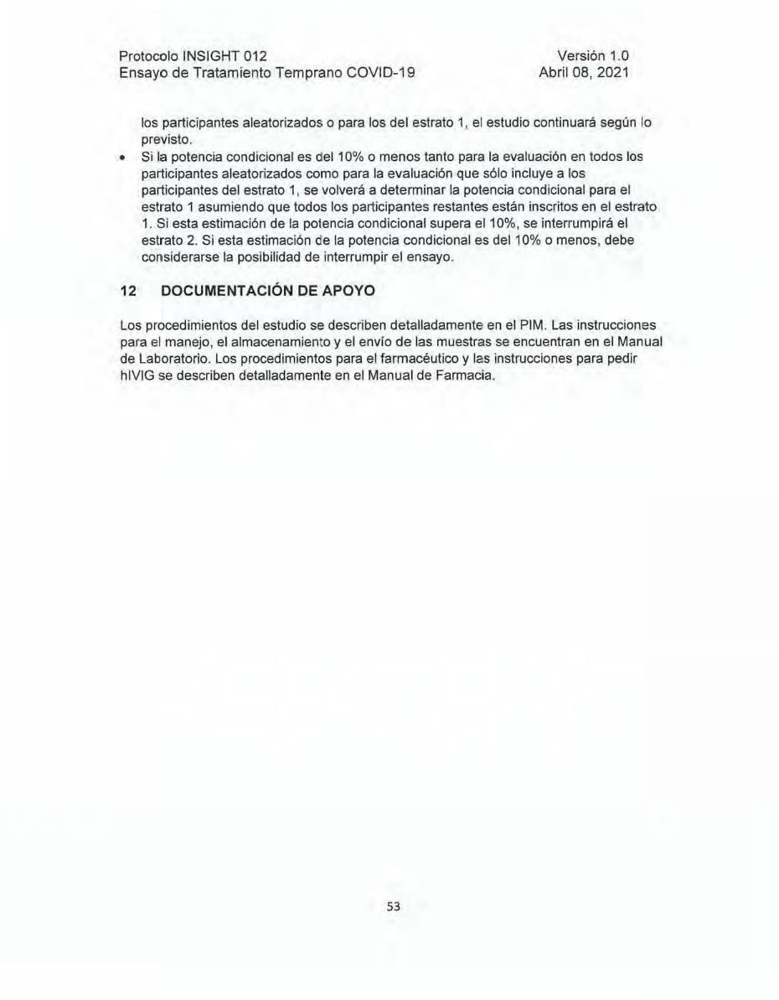 Protocolo INSIGHT 012 Versión 1.0
Ensayo de Tratamiento Temprano COVID-19 Abril 08, 2021
los participantes aleatorizados o para los del estrato 1, el estudio continuará según lo
previsto.
• Si la potencia condicional es del 10% o menos tanto para la evaluación en todos los
participantes aleatorizados como para la evaluación que sólo incluye a los
participantes del estrato 1, se volverá a determinar la potencia condicional para el
estrato 1 asumiendo que todos los participantes restantes están inscritos en el estrato
1. Si esta estimación de la potencia condicional supera el 10%, se interrumpirá el
estrato 2. Si esta estimación de la potencia condicional es del 10% o menos, debe
considerarse la posibilidad de interrumpir el ensayo.
12 DOCUMENTACIÓN DE APOYO
Los procedimientos del estudio se describen detalladamente en el PIM. Las instrucciones
para el manejo, el almacenamiento y el envío de las muestras se encuentran en el Manual
de Laboratorio. Los procedimientos para el farmacéutico y las instrucciones para pedir
hIVIG se describen detalladamente en el Manual de Farmacia.
53